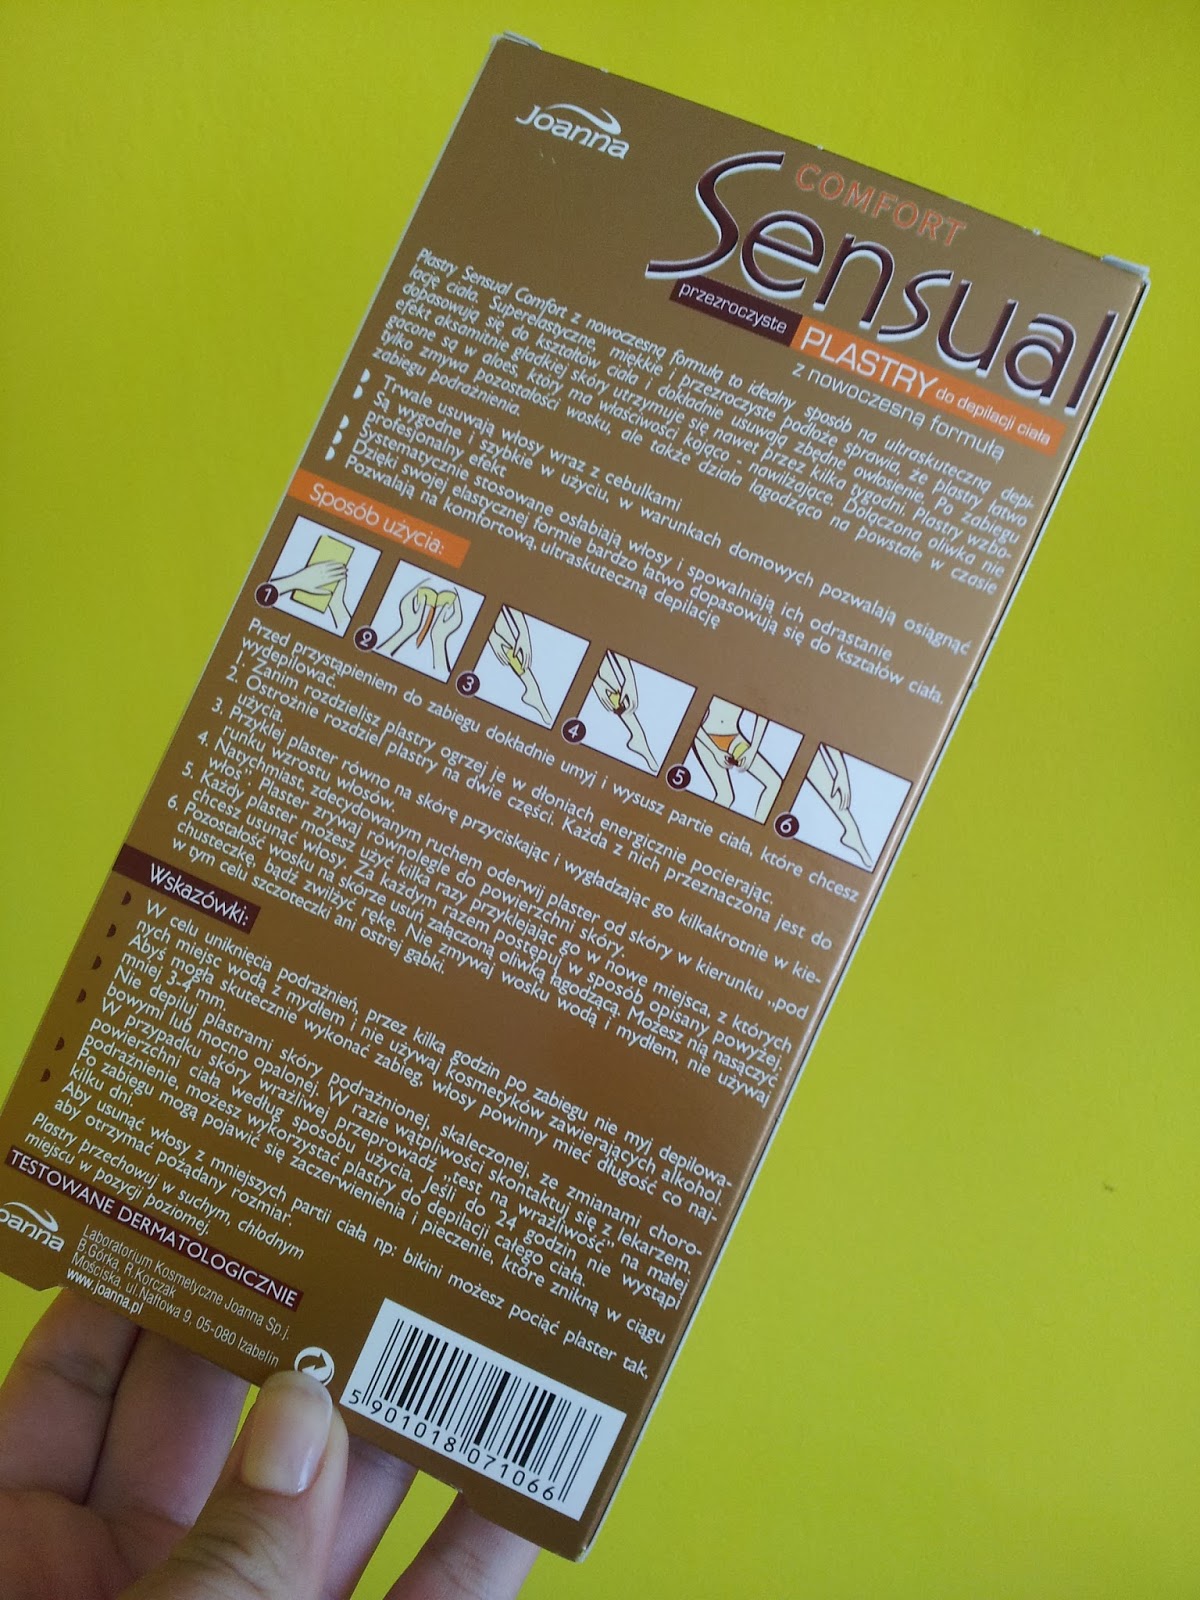 Joanna
COMFORT
Sensual
przezroczyste PLASTRY do depilacji ciała
z nowoczesną formułą
Plastry Sensual Comfort z nowoczesną formułą to idealny sposób na ultraskuteczną depi-
lację ciała. Superelastyczne, miękkie i przezroczyste podłoże sprawia, że plastry łatwo
dopasowują się do kształtów ciała i dokładnie usuwają zbędne owłosienie. Po zabiegu
efekt aksamitnie gładkiej skóry utrzymuje się nawet przez kilka tygodni. Plastry wzbo-
gacone są w aloes, który ma właściwości kojąco - nawilżające. Dołączona oliwka nie
tylko zmywa pozostałości wosku, ale także działa łagodząco na powstałe w czasie
zabiegu podrażnienia.
Trwale usuwają włosy wraz z cebulkami
Są wygodne i szybkie w użyciu, w warunkach domowych pozwalają osiągnąć
profesjonalny efekt
Systematycznie stosowane osłabiają włosy i spowalniają ich odrastanie
Dzięki swojej elastycznej formie bardzo łatwo dopasowują się do kształów ciała.
Pozwalają na komfortową, ultraskuteczną depilację
Sposób użycia:
1 2 3 4 5 6
Przed przystąpieniem do zabiegu dokładnie umyj i wysusz partie ciała, które chcesz
wydepilować.
1. Zanim rozdzielisz plastry ogrzej je w dłoniach energicznie pocierając.
2. Ostrożnie rozdziel plastry na dwie części. Każda z nich przeznaczona jest do
użycia.
3. Przyklej plaster równo na skórę przyciskając i wygładzając go kilkakrotnie w kie-
runku wzrostu włosów.
4. Natychmiast, zdecydowanym ruchem oderwij plaster od skóry w kierunku „pod
włos". Plaster zrywaj równolegle do powierzchni skóry.
5. Każdy plaster możesz użyć kilka razy przyklejając go w nowe miejsca, z których
chcesz usunąć włosy. Za każdym razem postępuj w sposób opisany powyżej.
6. Pozostałość wosku na skórze usuń załączoną oliwką łagodzącą. Możesz nią nasączyć
chusteczkę, bądź zwilżyć rękę. Nie zmywaj wosku wodą i mydłem, nie używaj
w tym celu szczoteczki ani ostrej gąbki.
Wskazówki:
W celu uniknięcia podrażnień, przez kilka godzin po zabiegu nie myj depilowa-
nych miejsc wodą z mydłem i nie używaj kosmetyków zawierających alkohol.
Abyś mogła skutecznie wykonać zabieg, włosy powinny mieć długość co naj-
mniej 3-4 mm.
Nie depiluj plastrami skóry podrażnionej, skaleczonej, ze zmianami choro-
bowymi lub mocno opalonej. W razie wątpliwości skontaktuj się z lekarzem.
W przypadku skóry wrażliwej przeprowadź „test na wrażliwość" na małej
powierzchni ciała według sposobu użycia. Jeśli do 24 godzin nie wystąpi
podrażnienie, możesz wykorzystać plastry do depilacji całego ciała.
Po zabiegu mogą pojawić się zaczerwienienia i pieczenie, które znikną w ciągu
kilku dni.
Aby usunąć włosy z mniejszych partii ciała np: bikini możesz pociąć plaster tak,
aby otrzymać pożądany rozmiar.
Plastry przechowuj w suchym, chłodnym
miejscu w pozycji poziomej.
TESTOWANE DERMATOLOGICZNIE
Joanna
Laboratorium Kosmetyczne Joanna Sp.j.
B.Górka, R.Korczak
Mościska, ul.Naftowa 9, 05-080 Izabelin
www.joanna.pl
5 901018 071066